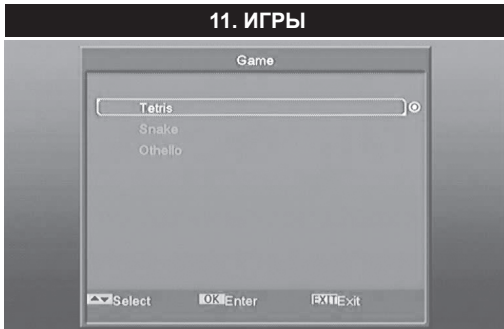 11. ИГРЫ
Game
Tetris
Snake
Othello
Select OK Enter EXIT Exit